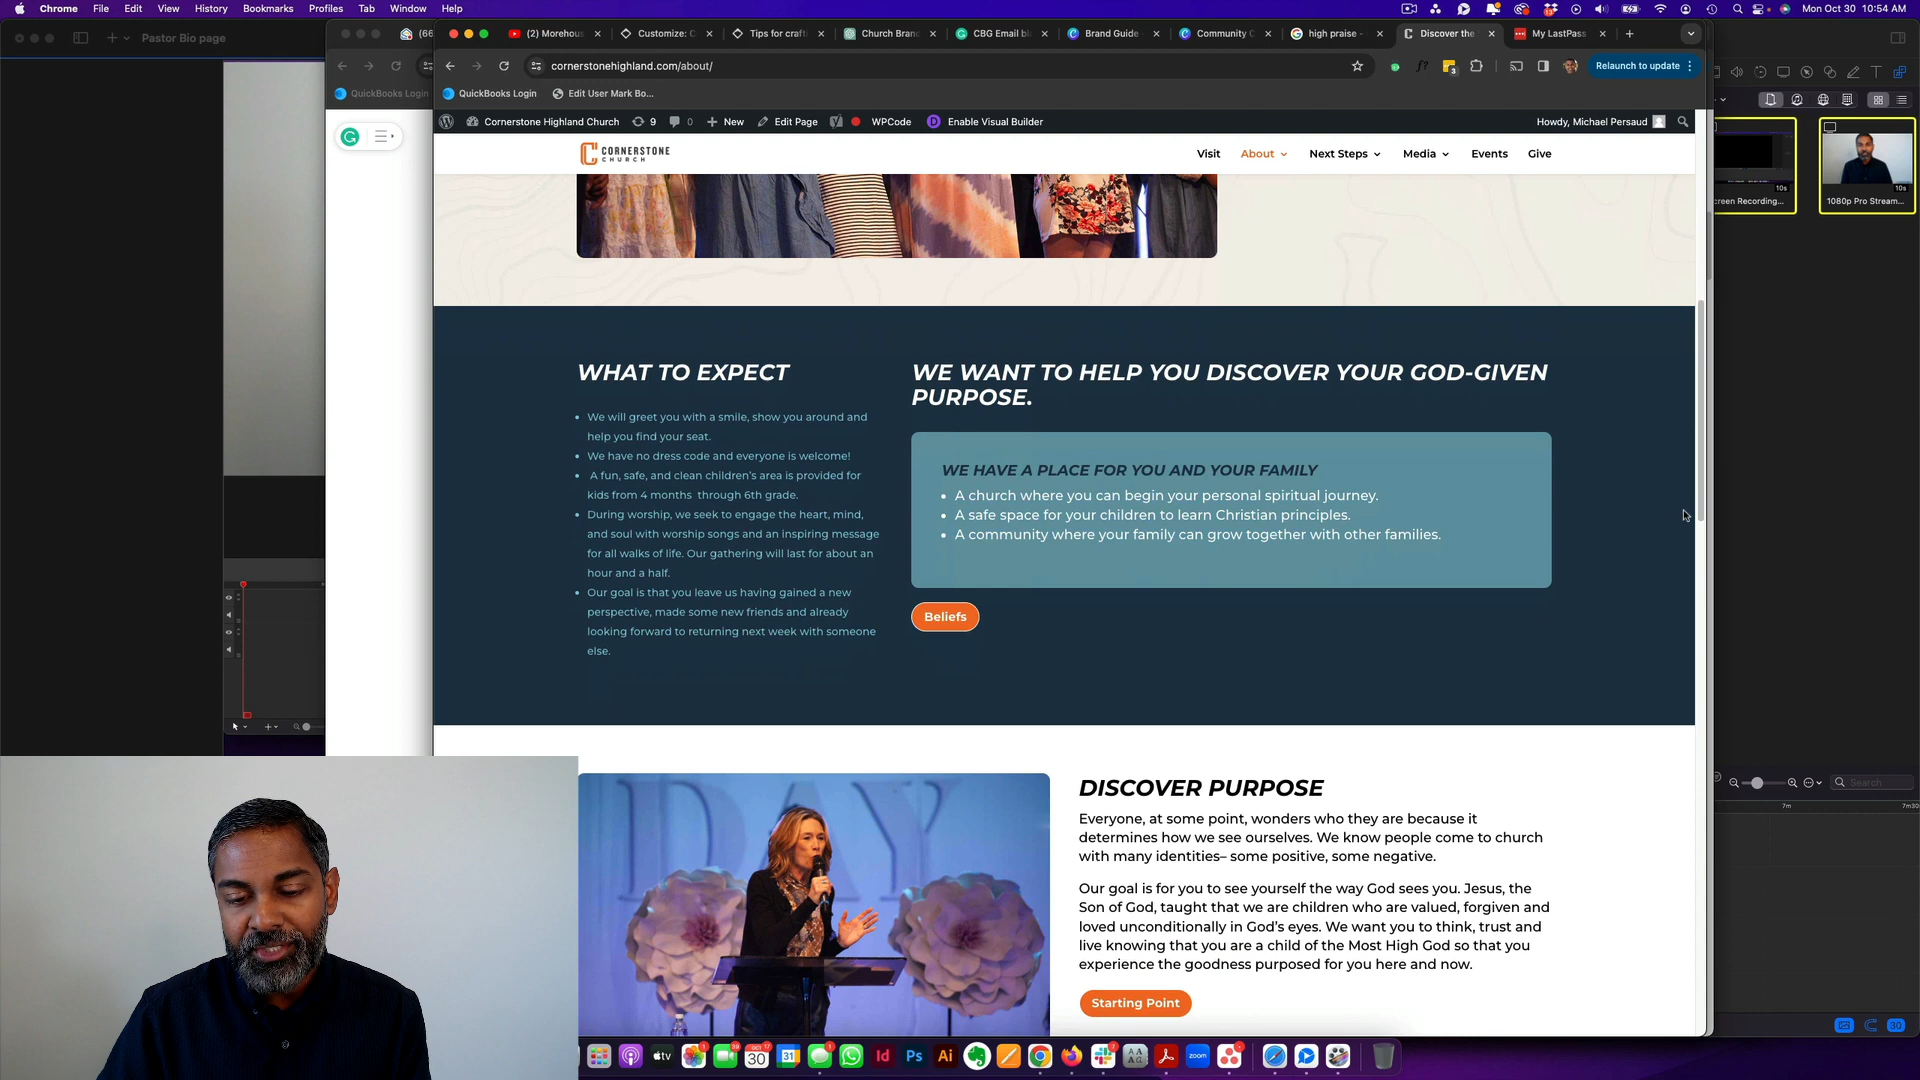 Chrome File Edit View History Bookmarks Profiles Tab Window Help
Mon Oct 30 10:54 AM
Pastor Bio page
(2) Morehous
Customize: C
Tips for craft
Church Branc
CBG Email bl
Brand Guide
Community C
high praise -
Discover the
My LastPass
cornerstonehighland.com/about/
Relaunch to update
QuickBooks Login
QuickBooks Login
Edit User Mark Bo...
Cornerstone Highland Church
9
0
New
Edit Page
WPCode
Enable Visual Builder
Howdy, Michael Persaud
CORNERSTONE
CHURCH
Visit About Next Steps Media Events Give
10s
10s
creen Recording...
1080p Pro Stream...
WHAT TO EXPECT
• We will greet you with a smile, show you around and
help you find your seat.
• We have no dress code and everyone is welcome!
• A fun, safe, and clean children's area is provided for
kids from 4 months through 6th grade.
• During worship, we seek to engage the heart, mind,
and soul with worship songs and an inspiring message
for all walks of life. Our gathering will last for about an
hour and a half.
• Our goal is that you leave us having gained a new
perspective, made some new friends and already
looking forward to returning next week with someone
else.
WE WANT TO HELP YOU DISCOVER YOUR GOD-GIVEN
PURPOSE.
WE HAVE A PLACE FOR YOU AND YOUR FAMILY
• A church where you can begin your personal spiritual journey.
• A safe space for your children to learn Christian principles.
• A community where your family can grow together with other families.
Beliefs
DAY
DISCOVER PURPOSE
Everyone, at some point, wonders who they are because it
determines how we see ourselves. We know people come to church
with many identities– some positive, some negative.
Our goal is for you to see yourself the way God sees you. Jesus, the
Son of God, taught that we are children who are valued, forgiven and
loved unconditionally in God's eyes. We want you to think, trust and
live knowing that you are a child of the Most High God so that you
experience the goodness purposed for you here and now.
Starting Point
Search
7m
7m30
30
tv
30
31
Id
Ps
Ai
zoom